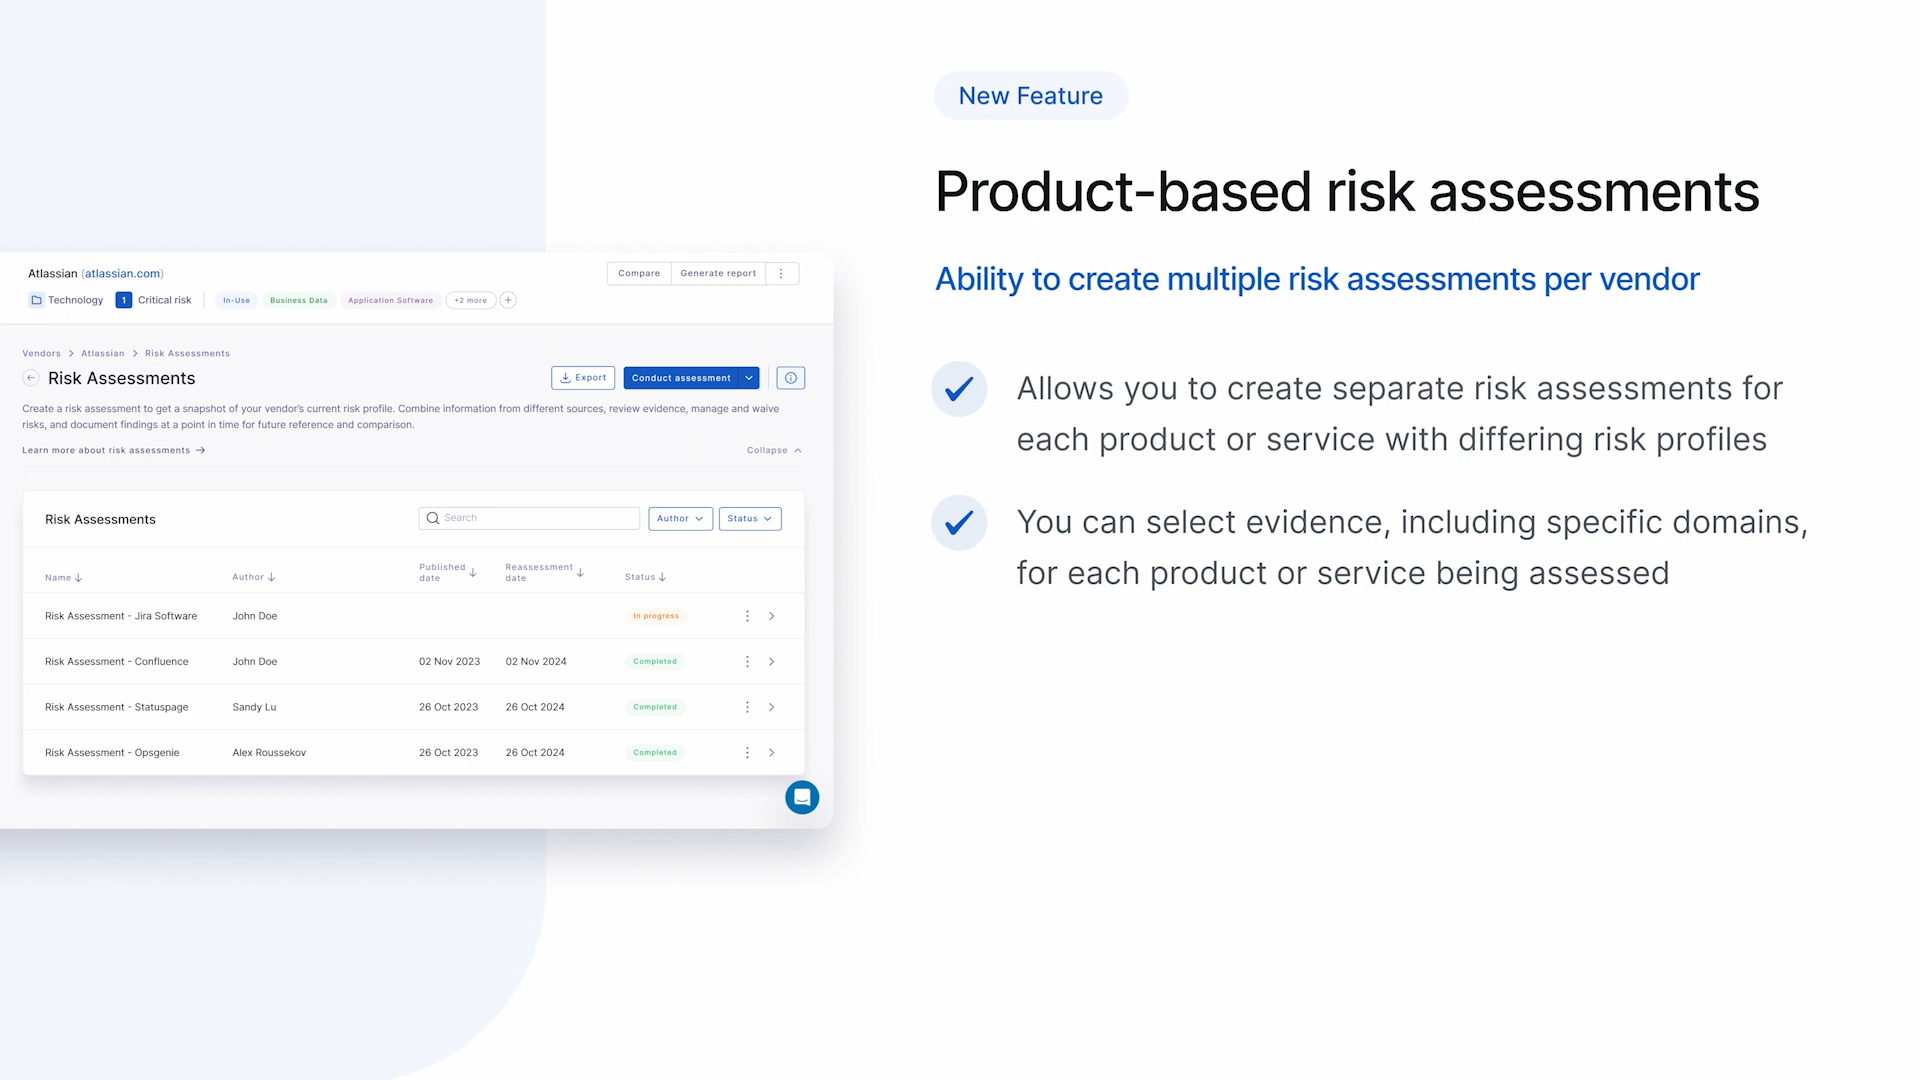 New Feature
Product-based risk assessments
Ability to create multiple risk assessments per vendor
Allows you to create separate risk assessments for
each product or service with differing risk profiles
You can select evidence, including specific domains,
for each product or service being assessed
Atlassian (atlassian.com)
Compare Generate report
Technology 1 Critical risk In-Use Business Data Application Software +2 more
Vendors > Atlassian > Risk Assessments
Risk Assessments
Export Conduct assessment
Create a risk assessment to get a snapshot of your vendor's current risk profile. Combine information from different sources, review evidence, manage and waive
risks, and document findings at a point in time for future reference and comparison.
Learn more about risk assessments →
Collapse
Risk Assessments
Search
Author
Status
Name ↓ Author ↓ Published date ↓ Reassessment date ↓ Status ↓
Risk Assessment - Jira Software John Doe In progress
Risk Assessment - Confluence John Doe 02 Nov 2023 02 Nov 2024 Completed
Risk Assessment - Statuspage Sandy Lu 26 Oct 2023 26 Oct 2024 Completed
Risk Assessment - Opsgenie Alex Roussekov 26 Oct 2023 26 Oct 2024 Completed